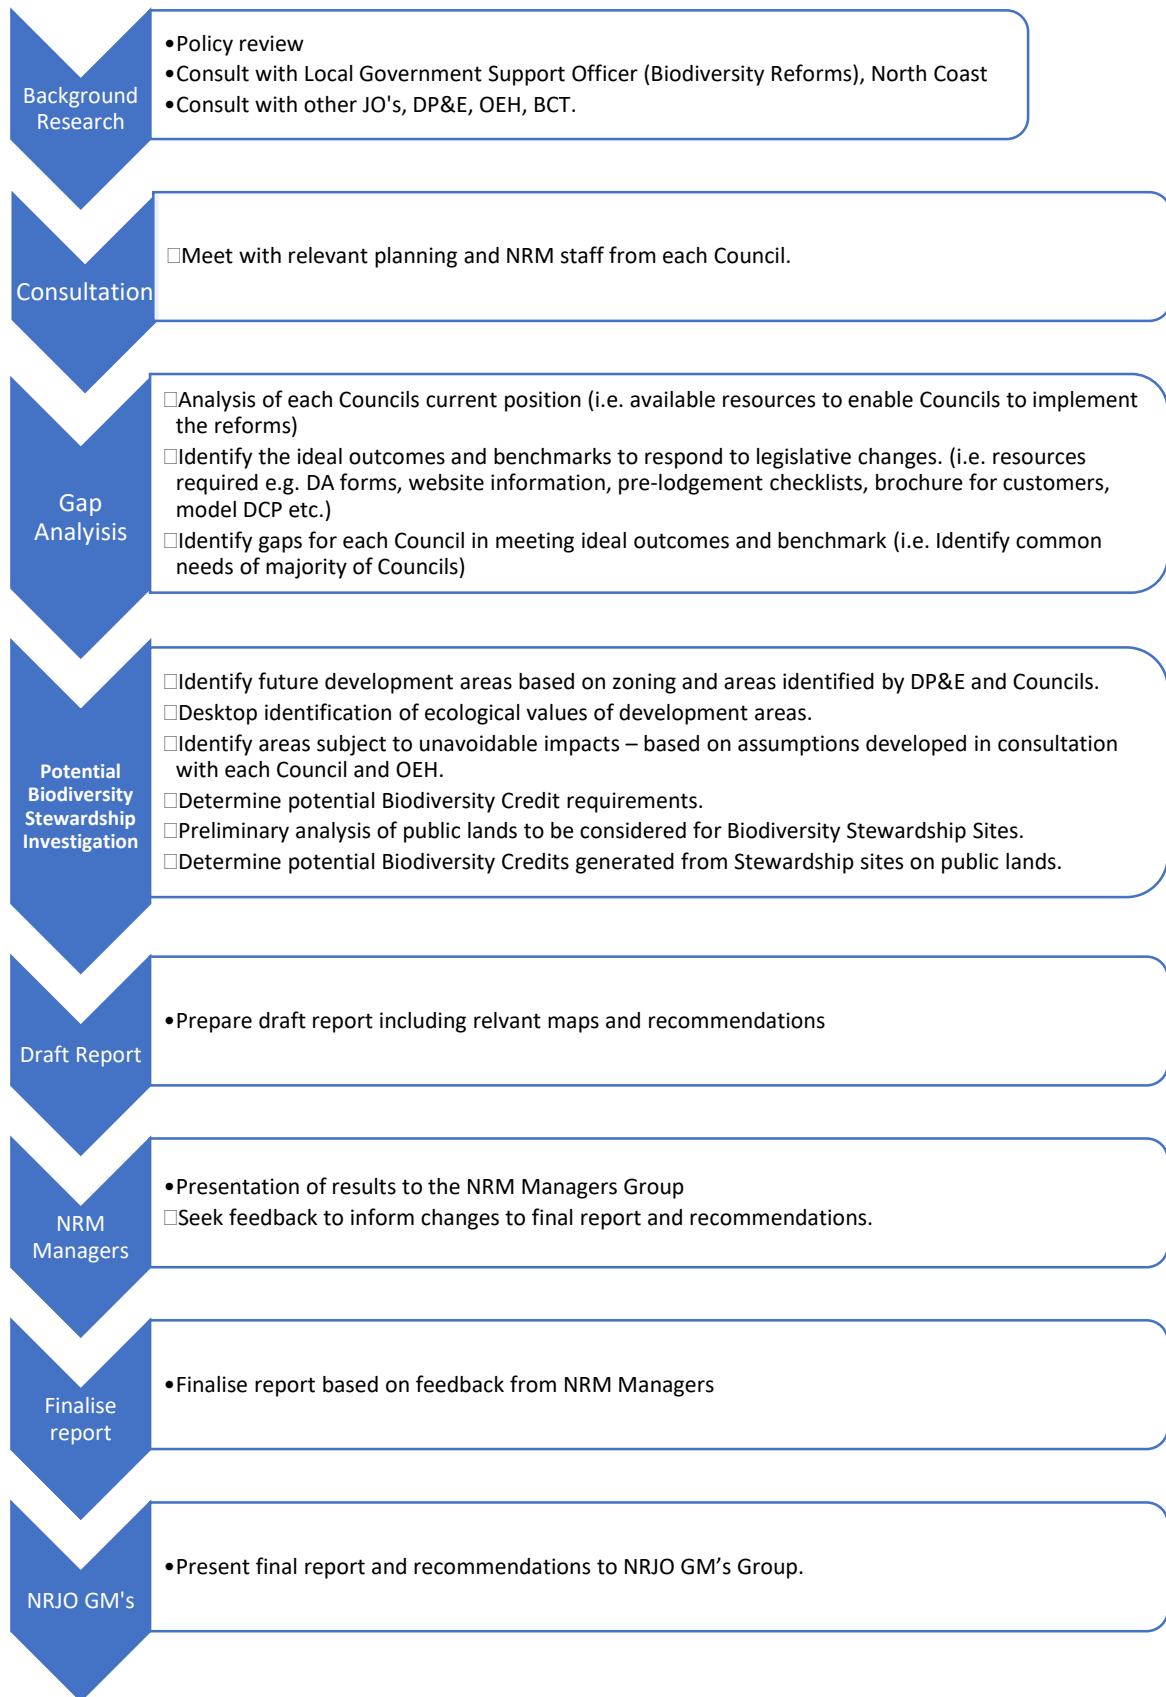 Background
Research
•Policy review
•Consult with Local Government Support Officer (Biodiversity Reforms), North Coast
•Consult with other JO's, DP&E, OEH, BCT.
Consultation
□Meet with relevant planning and NRM staff from each Council.
Gap
Analyisis
□Analysis of each Councils current position (i.e. available resources to enable Councils to implement
the reforms)
□Identify the ideal outcomes and benchmarks to respond to legislative changes. (i.e. resources
required e.g. DA forms, website information, pre-lodgement checklists, brochure for customers,
model DCP etc.)
□Identify gaps for each Council in meeting ideal outcomes and benchmark (i.e. Identify common
needs of majority of Councils)
Potential
Biodiversity
Stewardship
Investigation
□Identify future development areas based on zoning and areas identified by DP&E and Councils.
□Desktop identification of ecological values of development areas.
□Identify areas subject to unavoidable impacts – based on assumptions developed in consultation
with each Council and OEH.
□Determine potential Biodiversity Credit requirements.
□Preliminary analysis of public lands to be considered for Biodiversity Stewardship Sites.
□Determine potential Biodiversity Credits generated from Stewardship sites on public lands.
Draft Report
•Prepare draft report including relvant maps and recommendations
NRM
Managers
•Presentation of results to the NRM Managers Group
□Seek feedback to inform changes to final report and recommendations.
Finalise
report
•Finalise report based on feedback from NRM Managers
NRJO GM's
•Present final report and recommendations to NRJO GM’s Group.